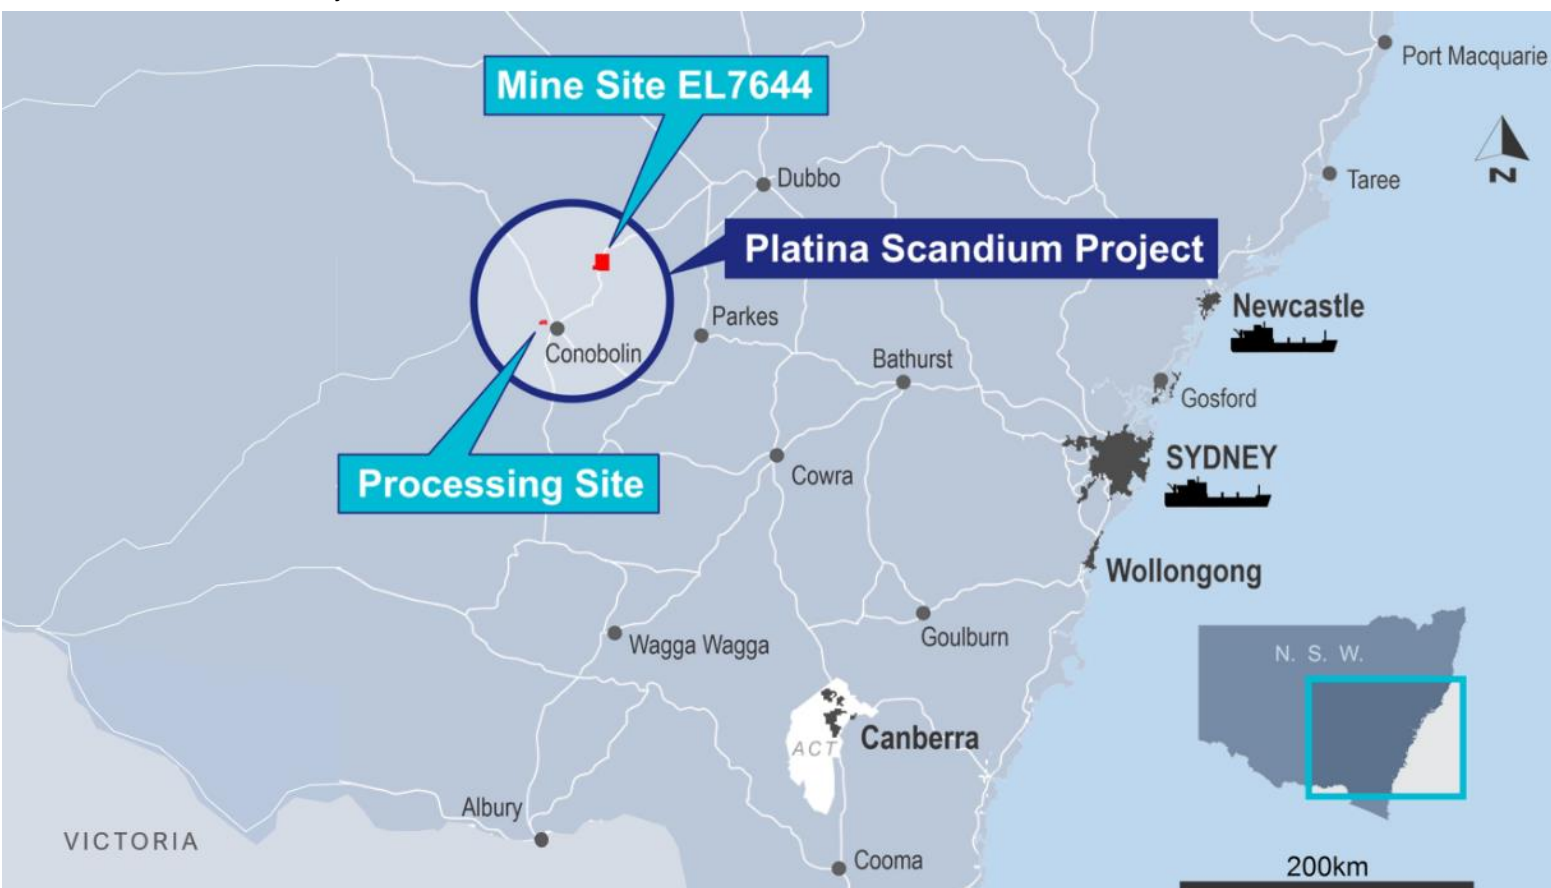 Port Macquarie
Mine Site EL7644
N
Dubbo
Taree
Platina Scandium Project
Newcastle
Parkes
Conobolin
Bathurst
Gosford
SYDNEY
Cowra
Processing Site
Wollongong
Goulburn
Wagga Wagga
N. S. W.
Canberra
ACT
Albury
VICTORIA
Cooma
200km